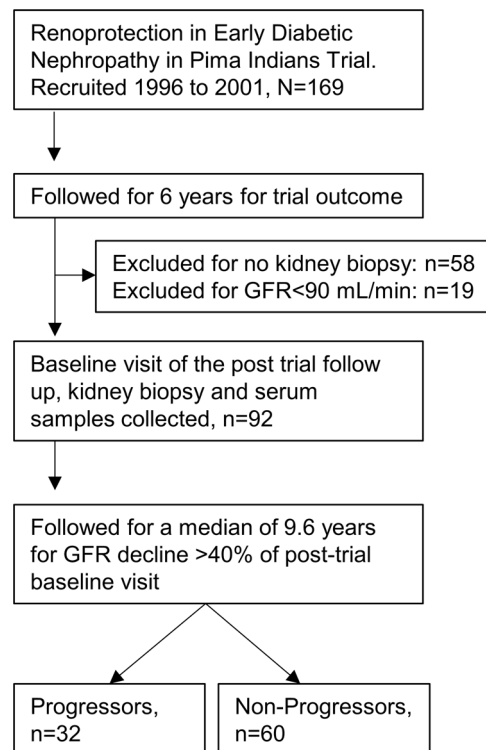 Renoprotection in Early Diabetic
Nephropathy in Pima Indians Trial.
Recruited 1996 to 2001, N=169
Followed for 6 years for trial outcome
Excluded for no kidney biopsy: n=58
Excluded for GFR<90 mL/min: n=19
Baseline visit of the post trial follow
up, kidney biopsy and serum
samples collected, n=92
Followed for a median of 9.6 years
for GFR decline >40% of post-trial
baseline visit
Progressors,
n=32
Non-Progressors,
n=60